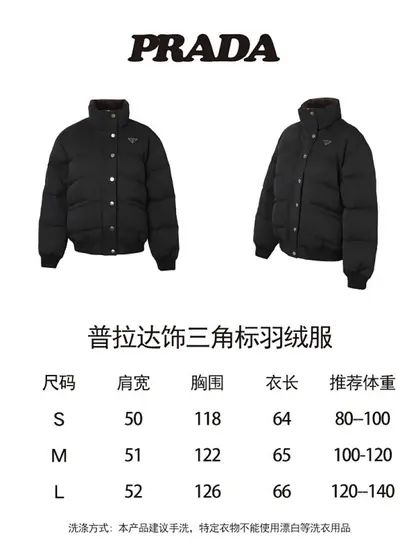 PRADA
普拉达饰三角标羽绒服
尺码 肩宽 胸围 衣长 推荐体重
S 50 118 64 80--100
M 51 122 65 100-120
L 52 126 66 120--140
洗涤方式：本产品建议手洗，特定衣物不能使用漂白等洗衣用品